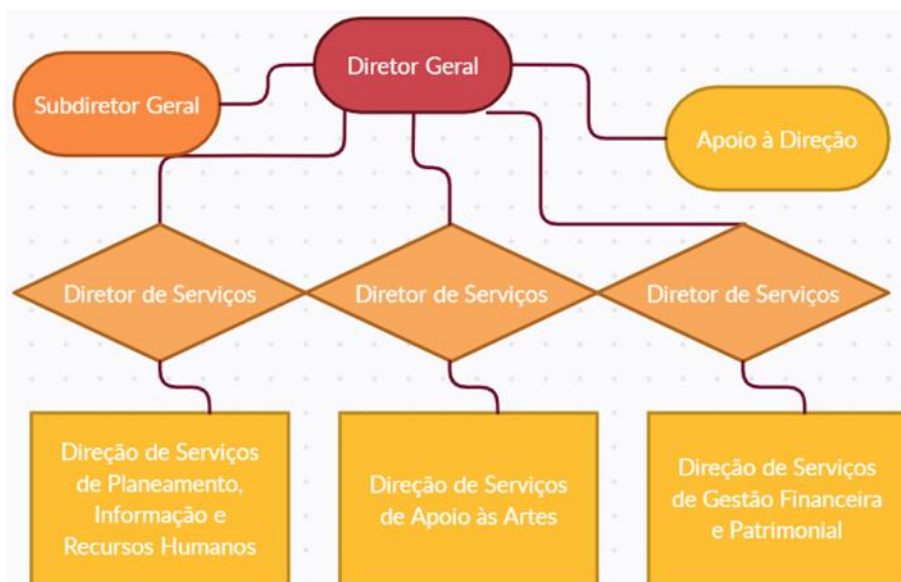 Diretor Geral
Subdiretor Geral
Apoio à Direção
Diretor de Serviços
Diretor de Serviços
Diretor de Serviços
Direção de Serviços
de Planeamento,
Informação e
Recursos Humanos
Direção de Serviços
de Apoio às Artes
Direção de Serviços
de Gestão Financeira
e Patrimonial